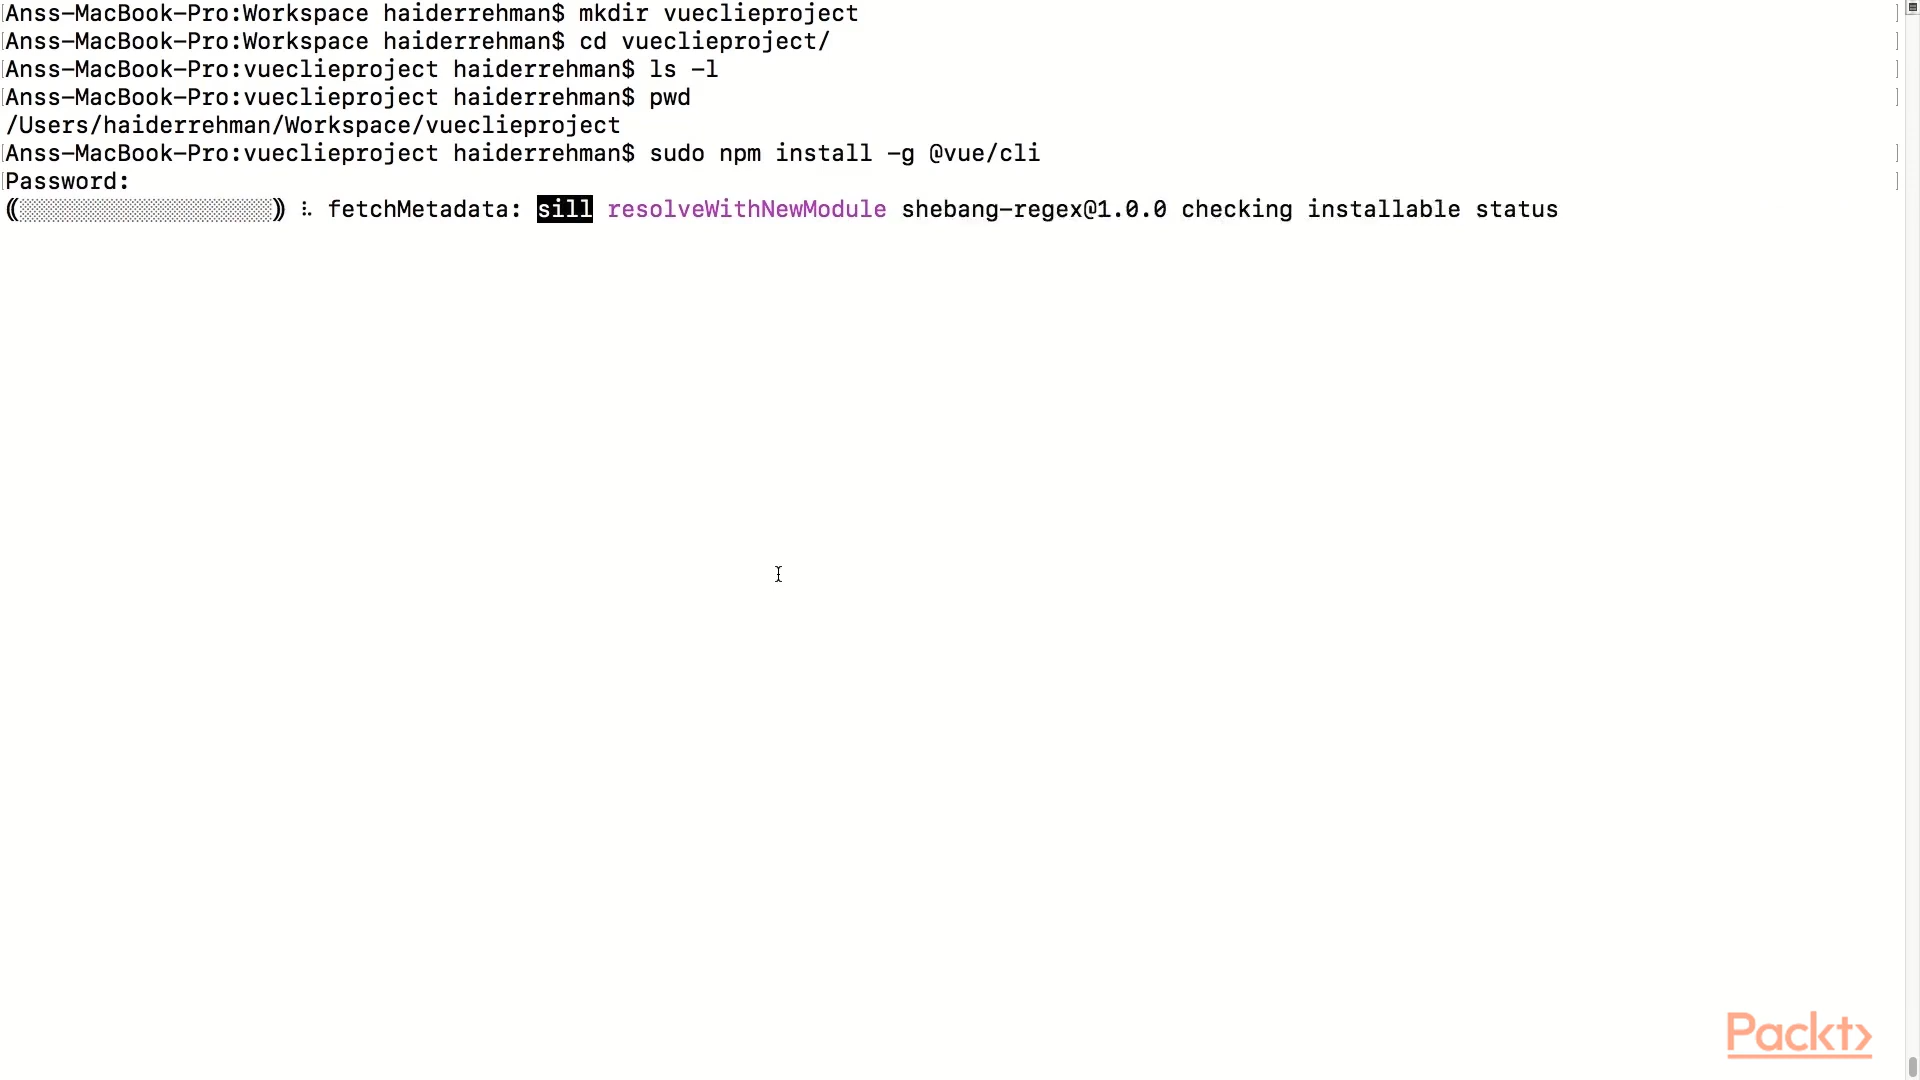 Anss-MacBook-Pro:Workspace haiderrehman$ mkdir vueclieproject
Anss-MacBook-Pro:Workspace haiderrehman$ cd vueclieproject/
Anss-MacBook-Pro:vueclieproject haiderrehman$ ls -l
Anss-MacBook-Pro:vueclieproject haiderrehman$ pwd
/Users/haiderrehman/Workspace/vueclieproject
Anss-MacBook-Pro:vueclieproject haiderrehman$ sudo npm install -g @vue/cli
Password:
fetchMetadata: sill resolveWithNewModule shebang-regex@1.0.0 checking installable status
Packt>